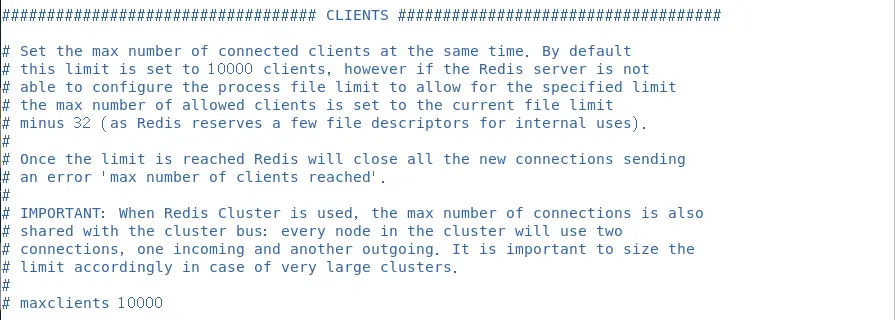 ################################### CLIENTS ####################################
# Set the max number of connected clients at the same time. By default
# this limit is set to 10000 clients, however if the Redis server is not
# able to configure the process file limit to allow for the specified limit
# the max number of allowed clients is set to the current file limit
# minus 32 (as Redis reserves a few file descriptors for internal uses).
#
# Once the limit is reached Redis will close all the new connections sending
# an error 'max number of clients reached'.
#
# IMPORTANT: When Redis Cluster is used, the max number of connections is also
# shared with the cluster bus: every node in the cluster will use two
# connections, one incoming and another outgoing. It is important to size the
# limit accordingly in case of very large clusters.
#
# maxclients 10000